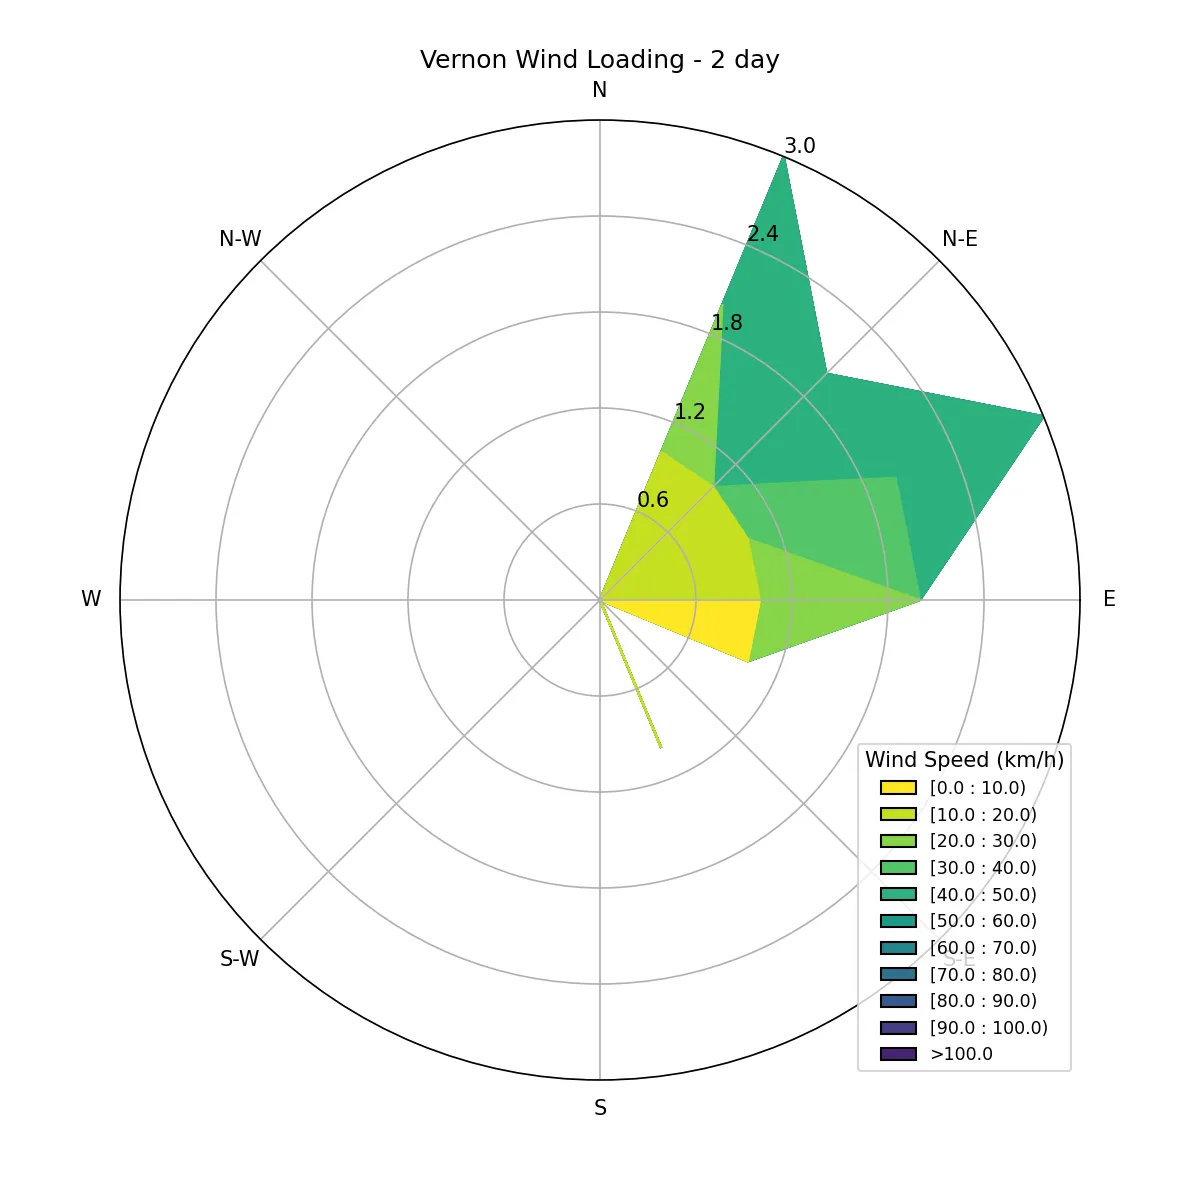 Vernon Wind Loading - 2 day
N
3.0
N-W
2.4
N-E
1.8
1.2
0.6
W
E
Wind Speed (km/h)
[0.0 : 10.0)
[10.0 : 20.0)
[20.0 : 30.0)
[30.0 : 40.0)
[40.0 : 50.0)
[50.0 : 60.0)
[60.0 : 70.0)
[70.0 : 80.0)
[80.0 : 90.0)
[90.0 : 100.0)
>100.0
S-W
S-E
S